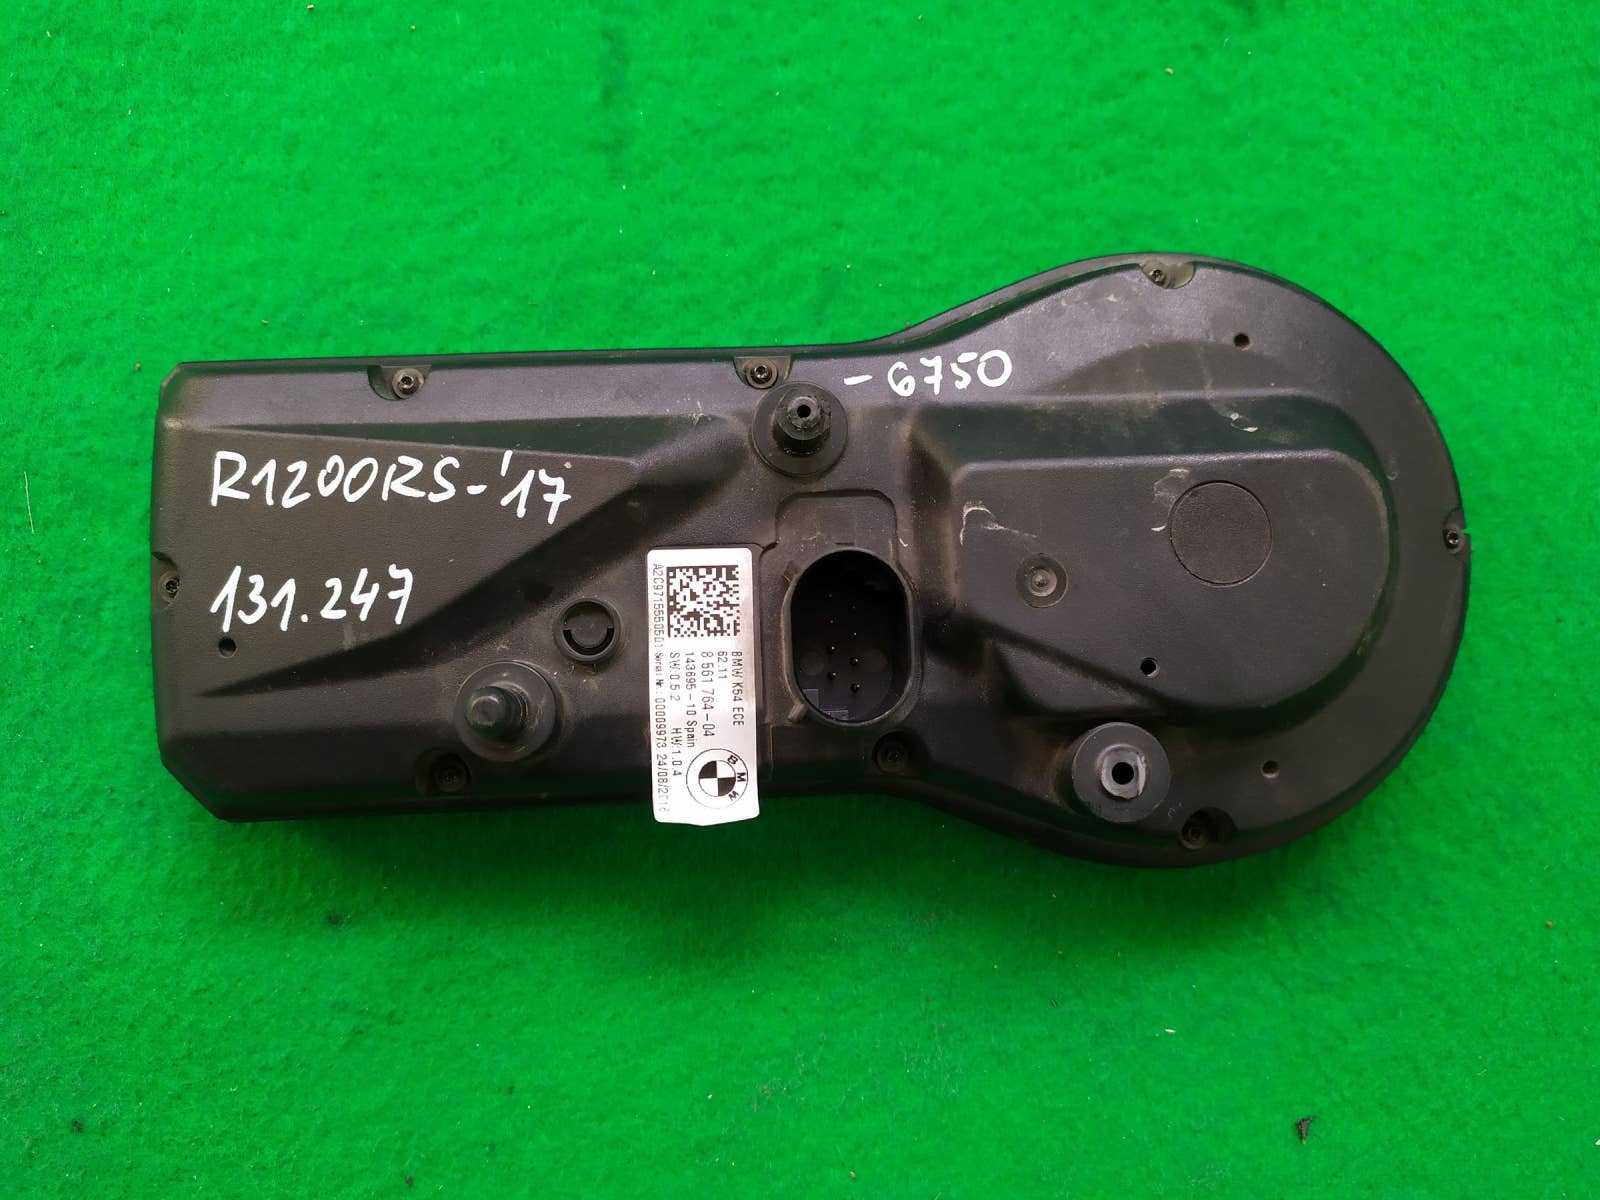 -6750
R1200RS-'17
131.247
BMW K54 ECE
62.11
8 561 764-04
143695-10 Spain
SW:0.5.2 HW:1.0.4
A2C9715550501 Serial Nr.: 00009973 24/08/2016
BMW